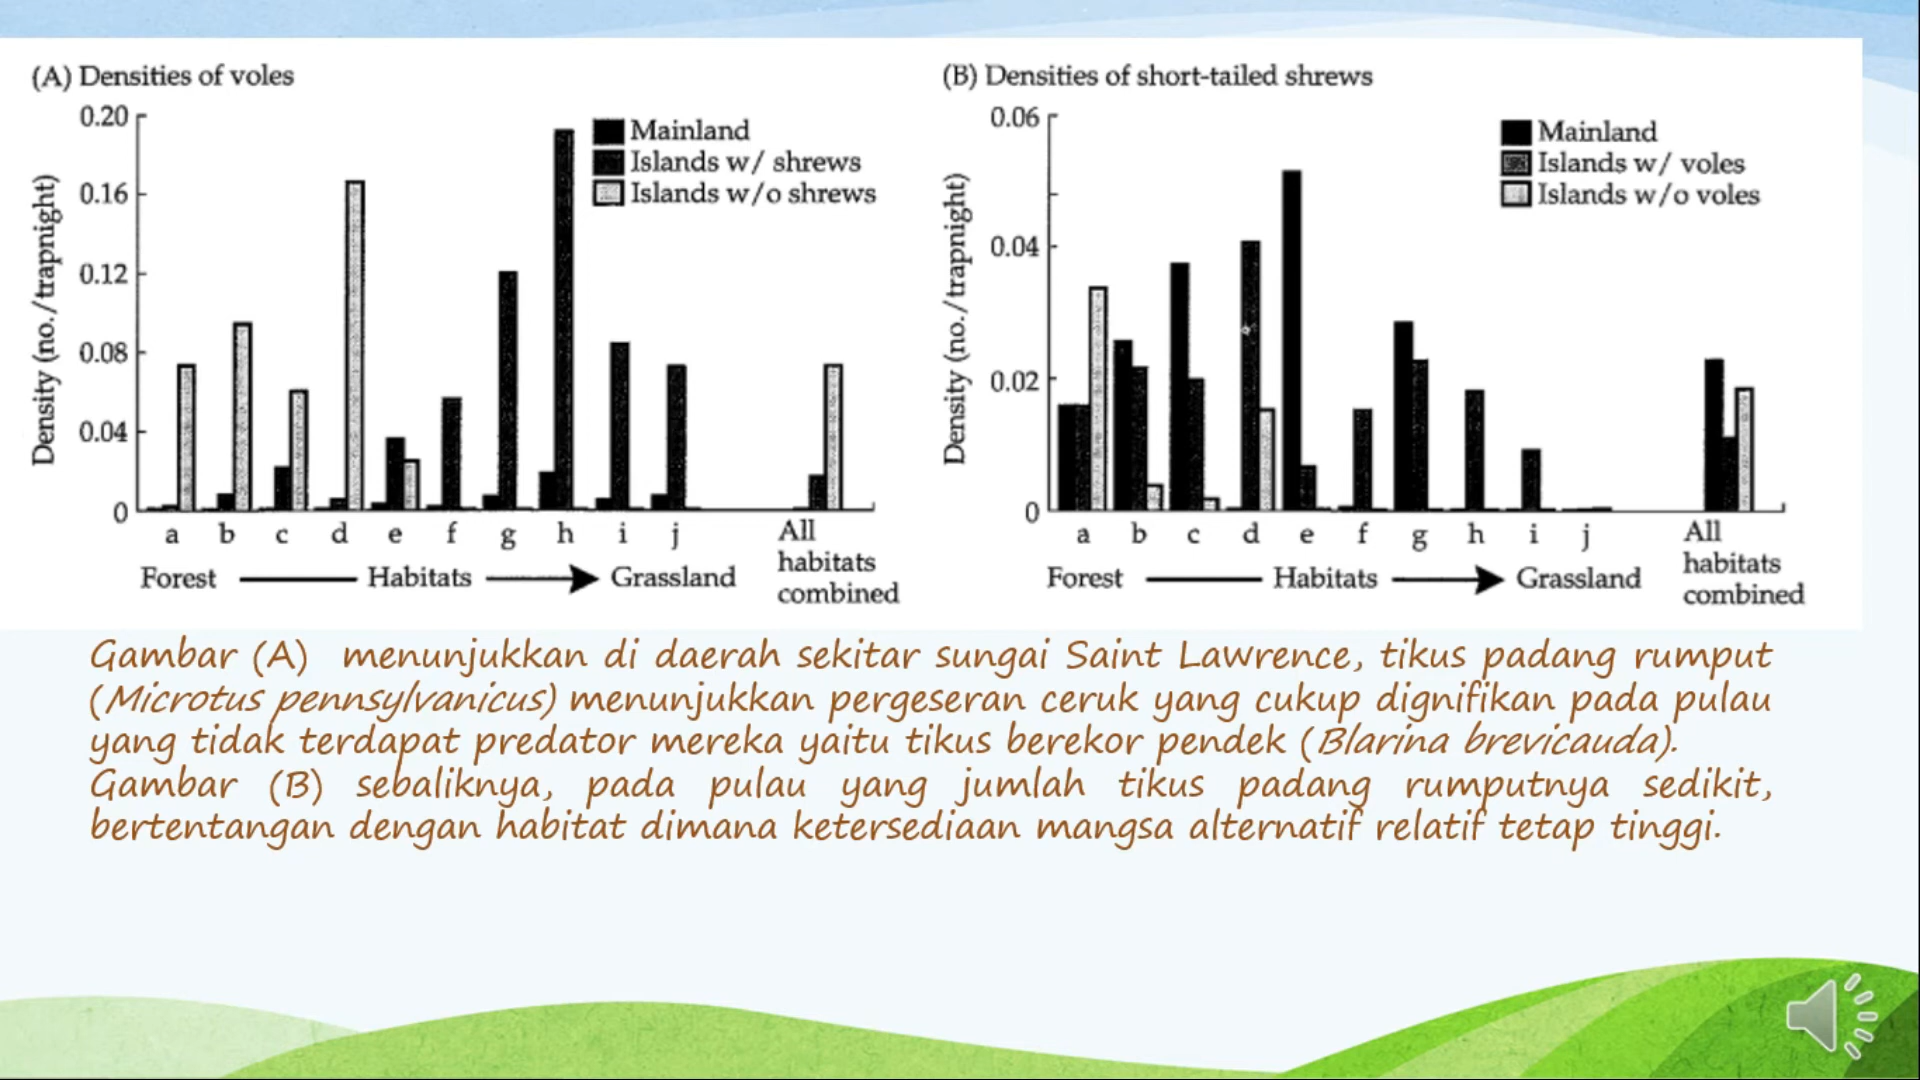 (A) Densities of voles
0.20
0.16
0.12
0.08
0.04
0
Density (no./trapnight)
Mainland
Islands w/ shrews
Islands w/o shrews
a b c d e f g h i j
All habitats combined
Forest Habitats Grassland
(B) Densities of short-tailed shrews
0.06
0.04
0.02
0
Density (no./trapnight)
Mainland
Islands w/ voles
Islands w/o voles
a b c d e f g h i j
All habitats combined
Forest Habitats Grassland
Gambar (A) menunjukkan di daerah sekitar sungai Saint Lawrence, tikus padang rumput
(Microtus pennsylvanicus) menunjukkan pergeseran ceruk yang cukup dignifikan pada pulau
yang tidak terdapat predator mereka yaitu tikus berekor pendek (Blarina brevicauda).
Gambar (B) sebaliknya, pada pulau yang jumlah tikus padang rumputnya sedikit,
bertentangan dengan habitat dimana ketersediaan mangsa alternatif relatif tetap tinggi.